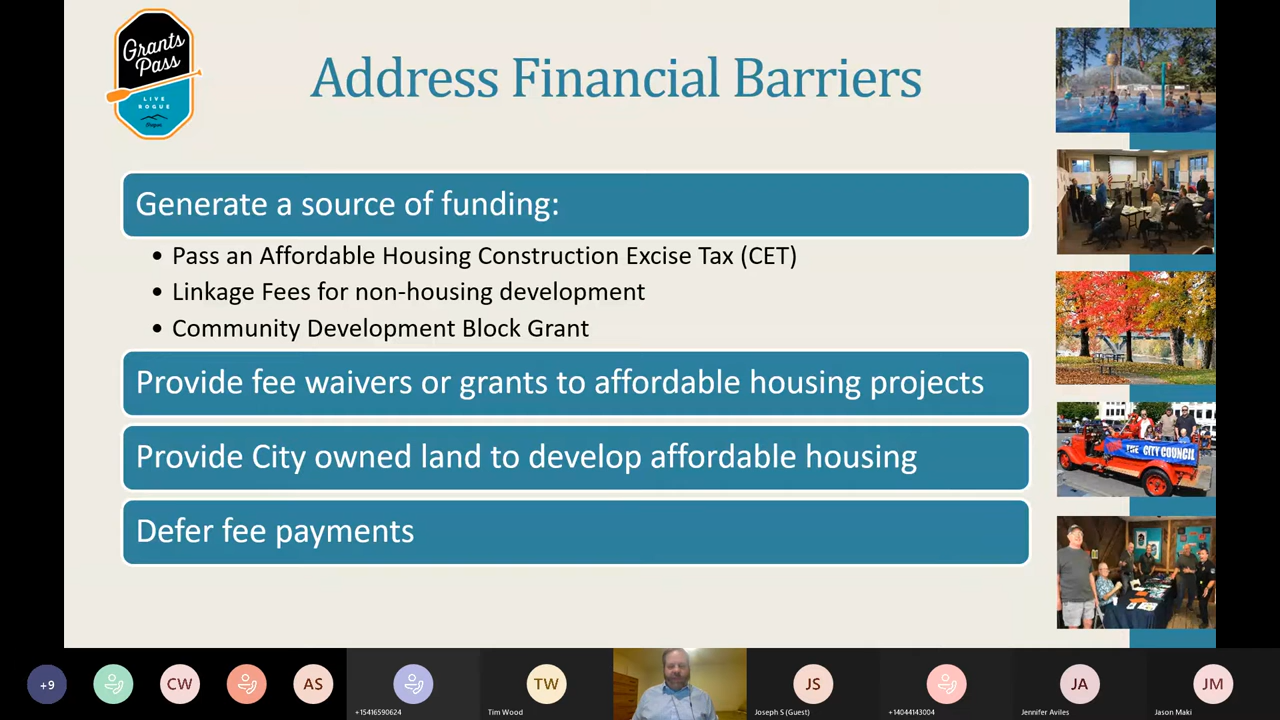 Grants
Pass
LIVE
ROGUE
Oregon
Address Financial Barriers
Generate a source of funding:
• Pass an Affordable Housing Construction Excise Tax (CET)
• Linkage Fees for non-housing development
• Community Development Block Grant
Provide fee waivers or grants to affordable housing projects
Provide City owned land to develop affordable housing
Defer fee payments
THE CITY COUNCIL
+9
CW
AS
+15416590624
TW
Tim Wood
JS
Joseph S (Guest)
+14044143004
JA
Jennifer Aviles
JM
Jason Maki